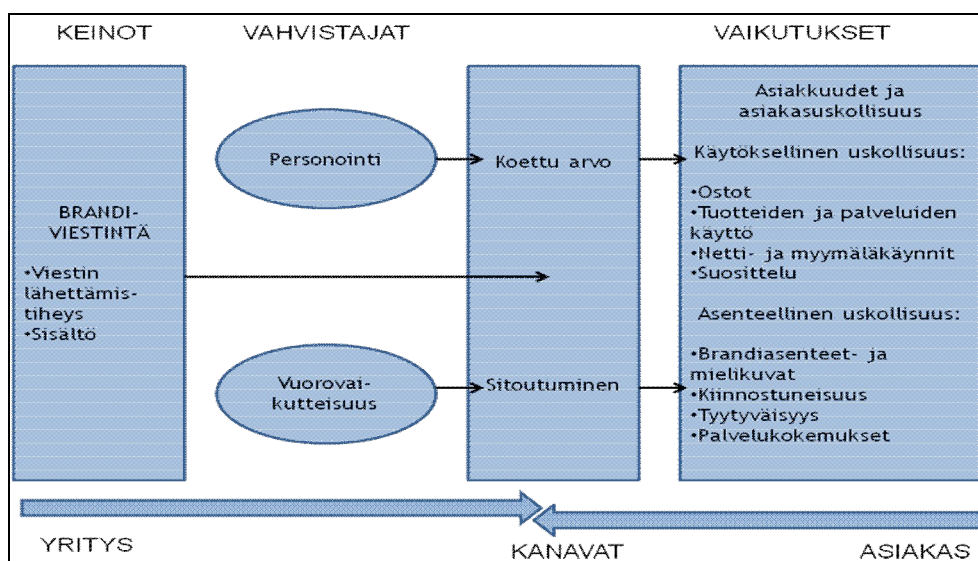 KEINOT
VAHVISTAJAT
VAIKUTUKSET
BRANDI-
VIESTINTÄ
•Viestin
lähettämis-
tiheys
•Sisältö
Personointi
Vuorovai-
kutteisuus
Koettu arvo
Sitoutuminen
Asiakkuudet ja
asiakasuskollisuus
Käytöksellinen uskollisuus:
•Ostot
•Tuotteiden ja palveluiden
käyttö
•Netti- ja myymäläkäynnit
•Suosittelu
Asenteellinen uskollisuus:
•Brandiasenteet- ja
mielikuvat
•Kiinnostuneisuus
•Tyytyväisyys
•Palvelukokemukset
YRITYS
KANAVAT
ASIAKAS